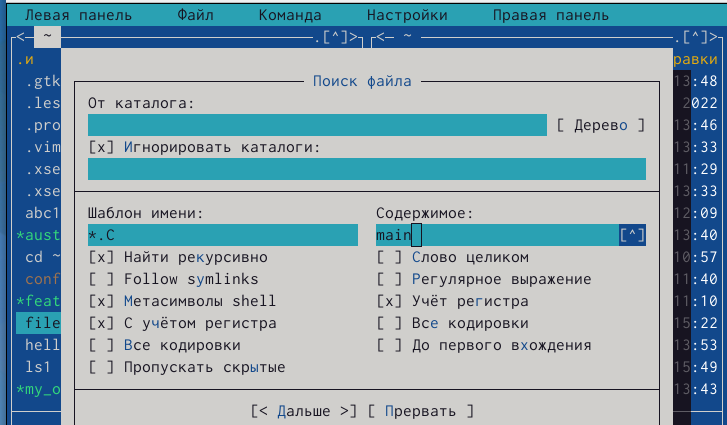 Левая панель Файл Команда Настройки Правая панель
<─ ~ .[^]> <─ ~ .[^]>
.и равки
.gtk Поиск файла 13:48
.les От каталога: 2022
.pro [ Дерево ] 13:46
.vim [x] Игнорировать каталоги: 13:33
.xse 11:29
.xse 13:33
abc1 Шаблон имени: Содержимое: 12:09
*aust *.C main [^] 13:40
cd ~ [x] Найти рекурсивно [ ] Слово целиком 10:57
conf [ ] Follow symlinks [ ] Регулярное выражение 11:40
*feat [x] Метасимволы shell [x] Учёт регистра 11:10
file [x] С учётом регистра [ ] Все кодировки 15:22
hell [ ] Все кодировки [ ] До первого вхождения 13:53
ls1 [ ] Пропускать скрытые 15:49
*my_o 13:43
[< Дальше >] [ Прервать ]